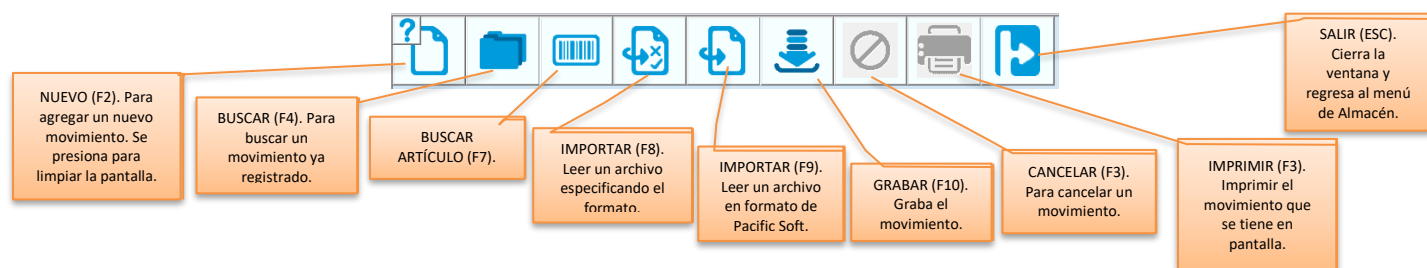 ?
NUEVO (F2). Para
agregar un nuevo
movimiento. Se
presiona para
limpiar la pantalla.
BUSCAR (F4). Para
buscar un
movimiento ya
registrado.
BUSCAR
ARTÍCULO (F7).
IMPORTAR (F8).
Leer un archivo
especificando el
formato.
IMPORTAR (F9).
Leer un archivo
en formato de
Pacific Soft.
GRABAR (F10).
Graba el
movimiento.
CANCELAR (F3).
Para cancelar un
movimiento.
IMPRIMIR (F3).
Imprimir el
movimiento que
se tiene en
pantalla.
SALIR (ESC).
Cierra la
ventana y
regresa al menú
de Almacén.